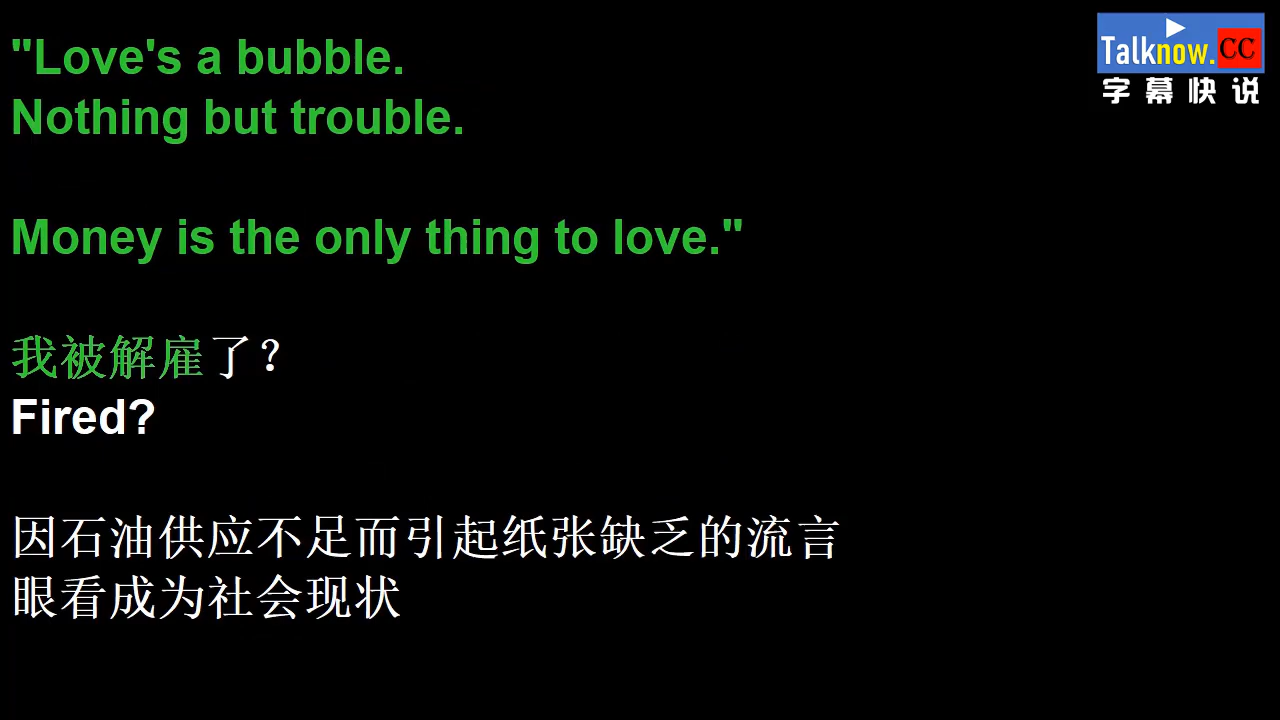 "Love's a bubble.
Nothing but trouble.
Money is the only thing to love."
我被解雇了？
Fired?
因石油供应不足而引起纸张缺乏的流言
眼看成为社会现状
Talknow.CC
字幕快说